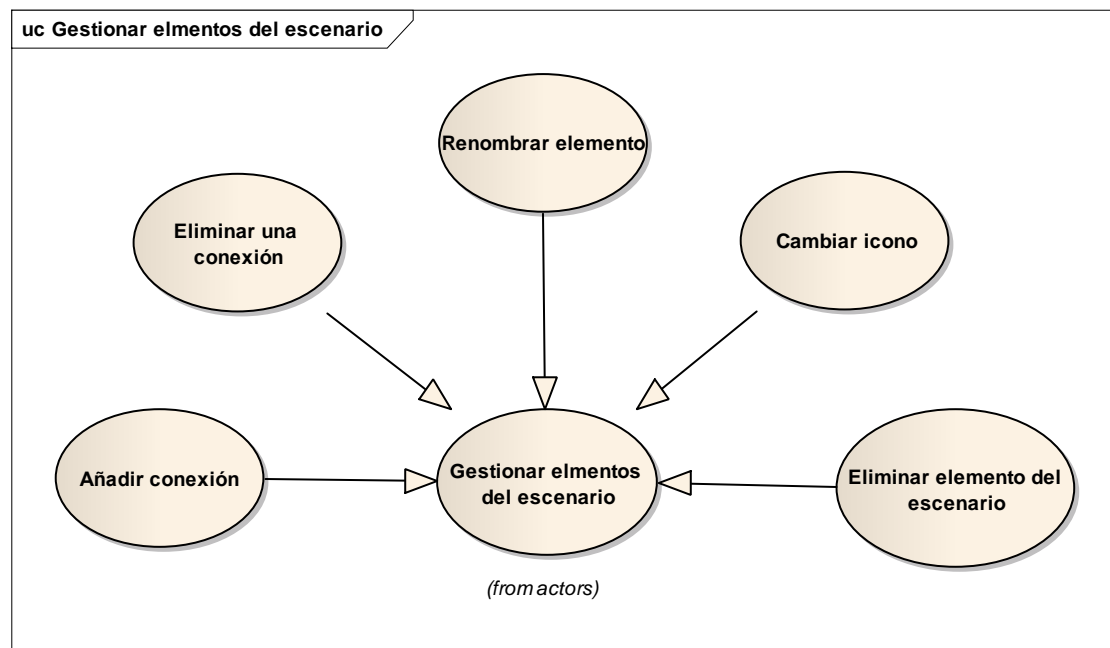 uc Gestionar elmentos del escenario
Renombrar elemento
Eliminar una
conexión
Cambiar icono
Añadir conexión
Gestionar elmentos
del escenario
Eliminar elemento del
escenario
(from actors)